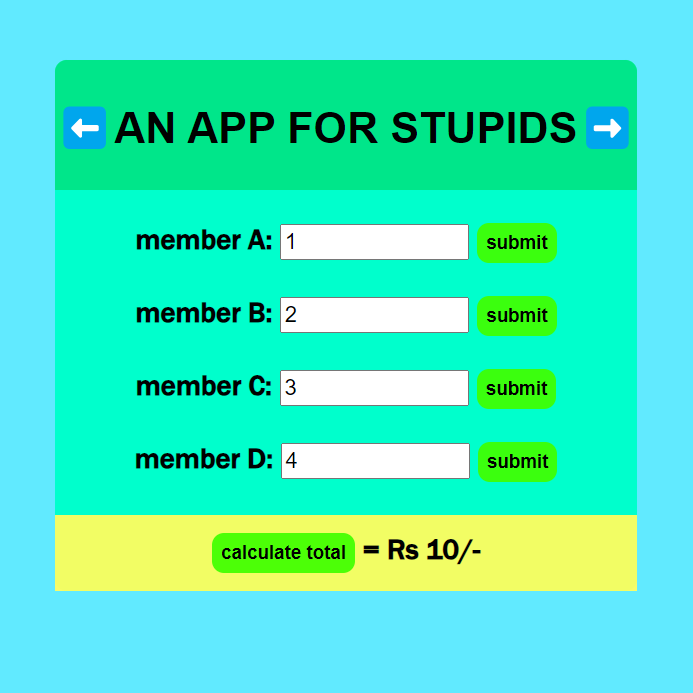 AN APP FOR STUPIDS
member A: 1 submit
member B: 2 submit
member C: 3 submit
member D: 4 submit
calculate total = Rs 10/-